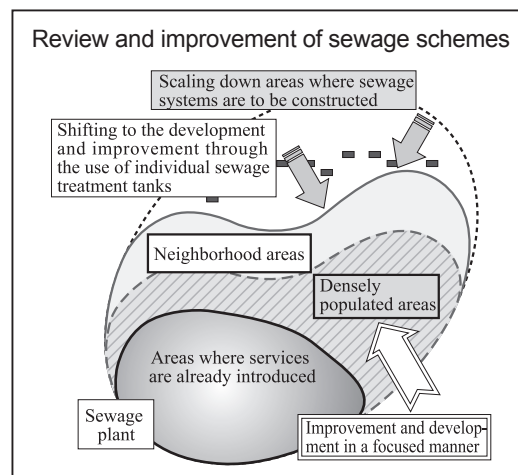 Review and improvement of sewage schemes
Scaling down areas where sewage
systems are to be constructed
Shifting to the development
and improvement through
the use of individual sewage
treatment tanks
Neighborhood areas
Densely
populated areas
Areas where services
are already introduced
Sewage
plant
Improvement and develop-
ment in a focused manner